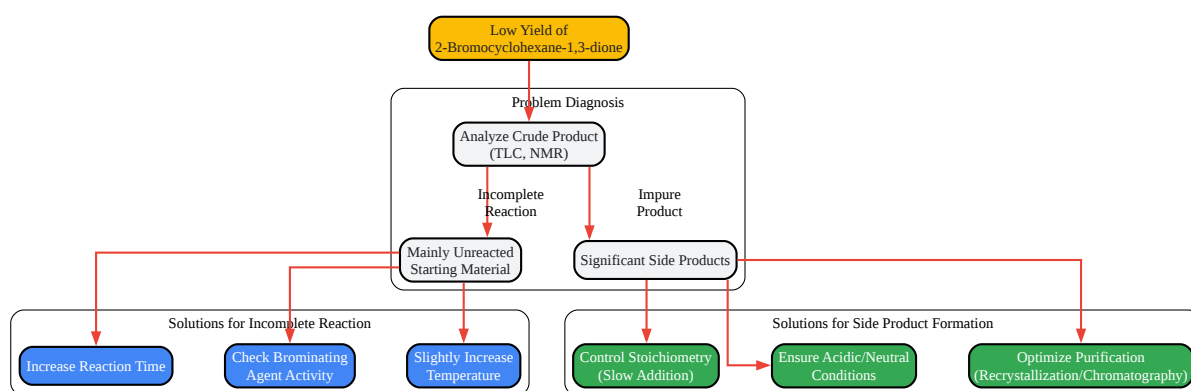 Low Yield of
2-Bromocyclohexane-1,3-dione
Problem Diagnosis
Analyze Crude Product
(TLC, NMR)
Incomplete
Reaction
Impure
Product
Mainly Unreacted
Starting Material
Significant Side Products
Solutions for Incomplete Reaction
Increase Reaction Time
Check Brominating
Agent Activity
Slightly Increase
Temperature
Solutions for Side Product Formation
Control Stoichiometry
(Slow Addition)
Ensure Acidic/Neutral
Conditions
Optimize Purification
(Recrystallization/Chromatography)